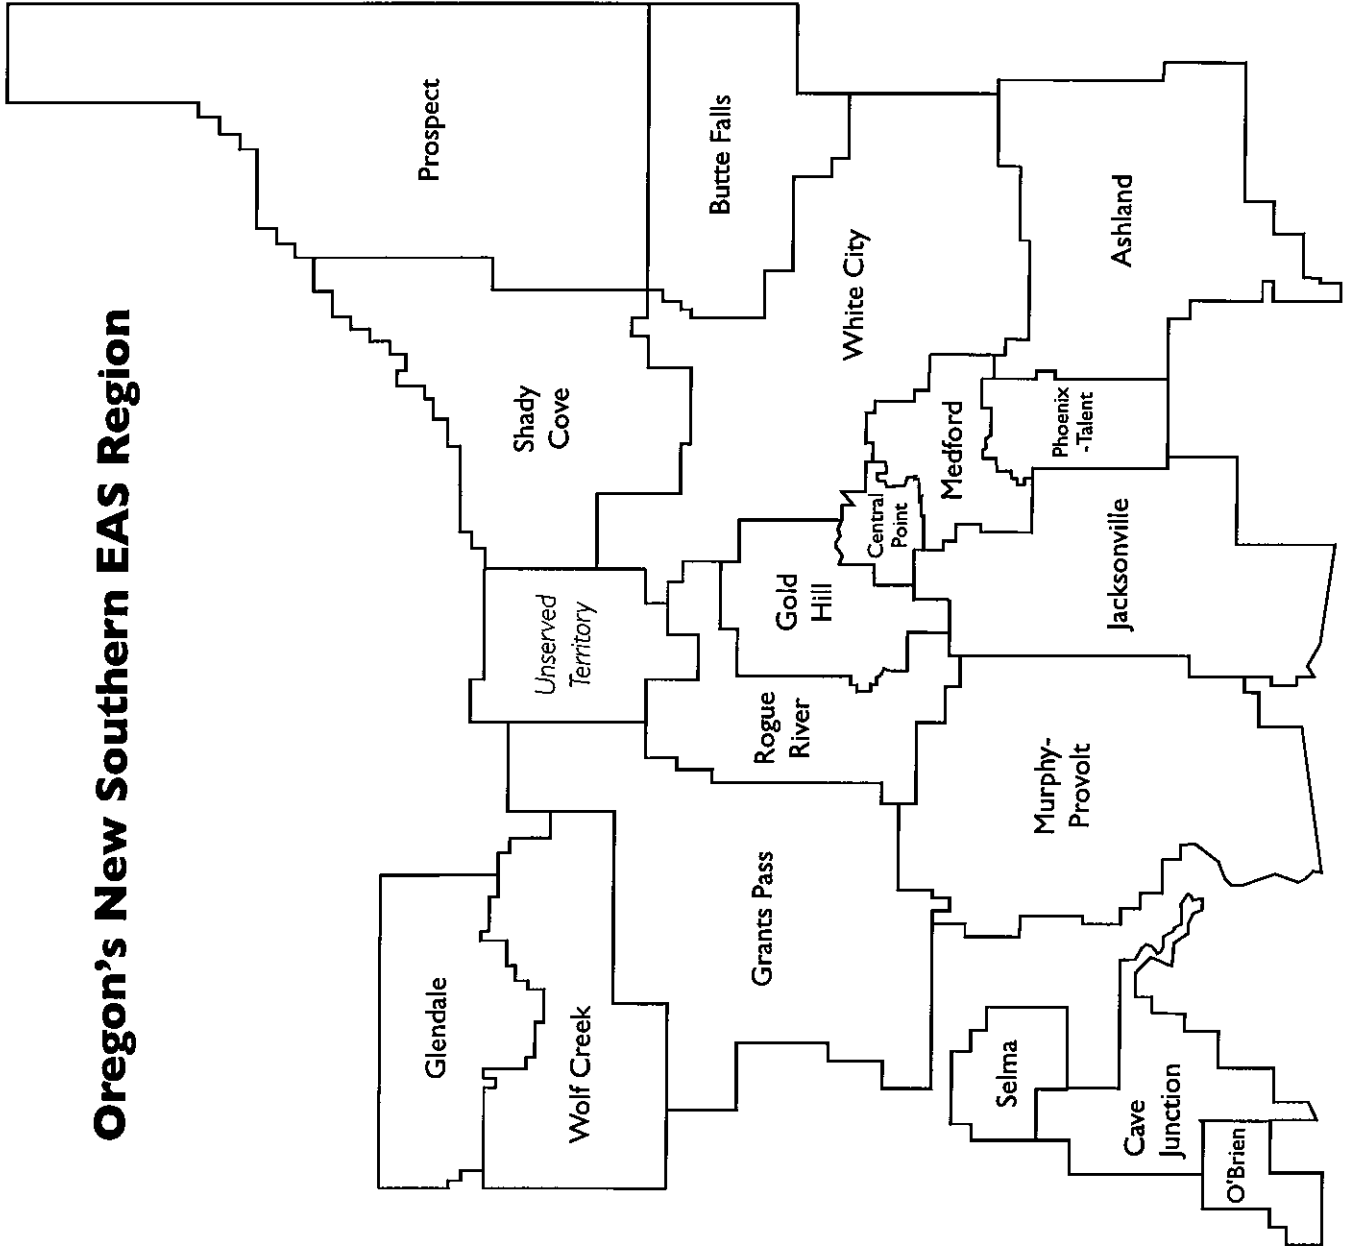 Oregon's New Southern EAS Region
Glendale
Wolf Creek
Grants Pass
Selma
Cave
Junction
O'Brien
Unserved
Territory
Rogue
River
Murphy-
Provolt
Shady
Cove
Gold
Hill
Central
Point
Medford
Jacksonville
Phoenix
-Talent
Prospect
Butte Falls
White City
Ashland